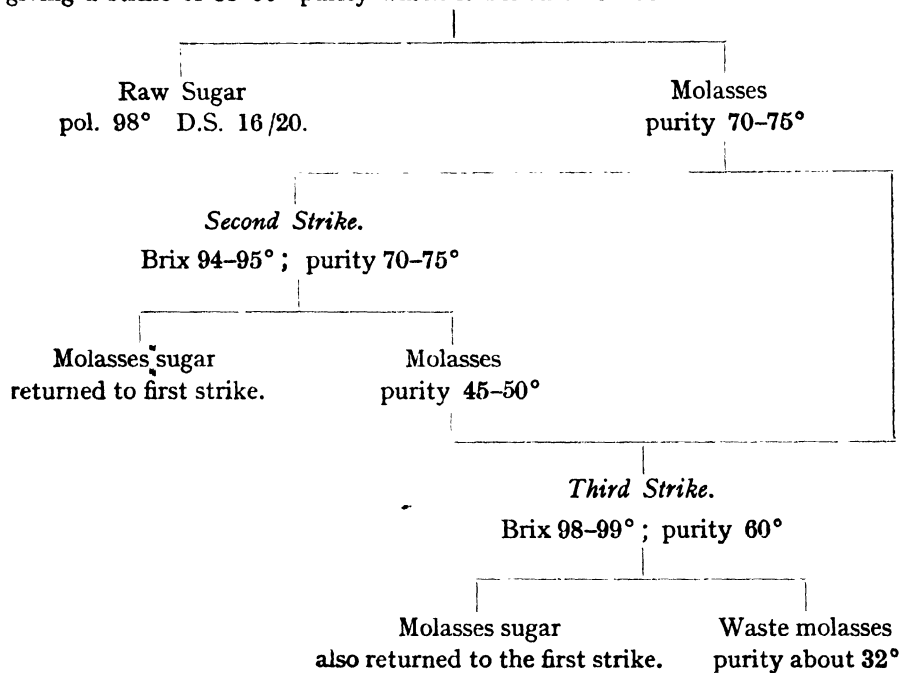 Raw Sugar
pol. 98° D.S. 16/20.
Molasses
purity 70–75°
Second Strike.
Brix 94–95° ; purity 70–75°
Molasses sugar
returned to first strike.
Molasses
purity 45–50°
Third Strike.
Brix 98–99° ; purity 60°
Molasses sugar
also returned to the first strike.
Waste molasses
purity about 32°